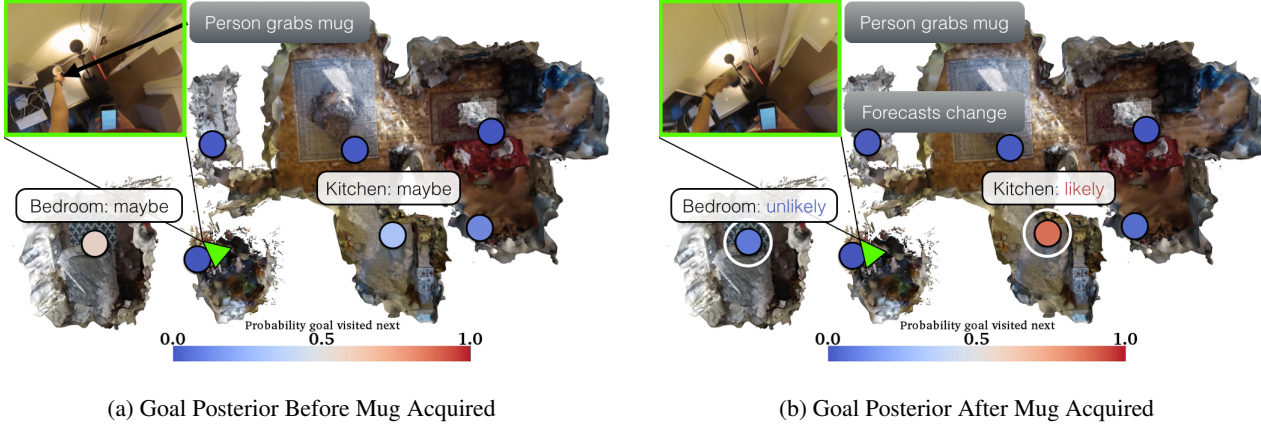 Person grabs mug
Kitchen: maybe
Bedroom: maybe
Probability goal visited next
0.0 0.5 1.0
(a) Goal Posterior Before Mug Acquired
Person grabs mug
Forecasts change
Kitchen: likely
Bedroom: unlikely
Probability goal visited next
0.0 0.5 1.0
(b) Goal Posterior After Mug Acquired